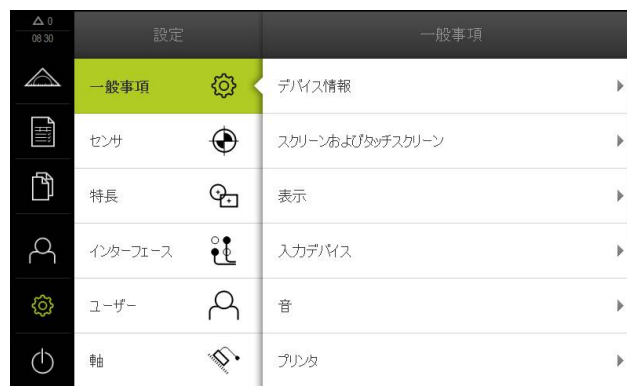 0
08 30
設定
一般事項
一般事項
デバイス情報
センサ
スクリーンおよびタッチスクリーン
特長
表示
インターフェース
入力デバイス
ユーザー
音
軸
プリンタ